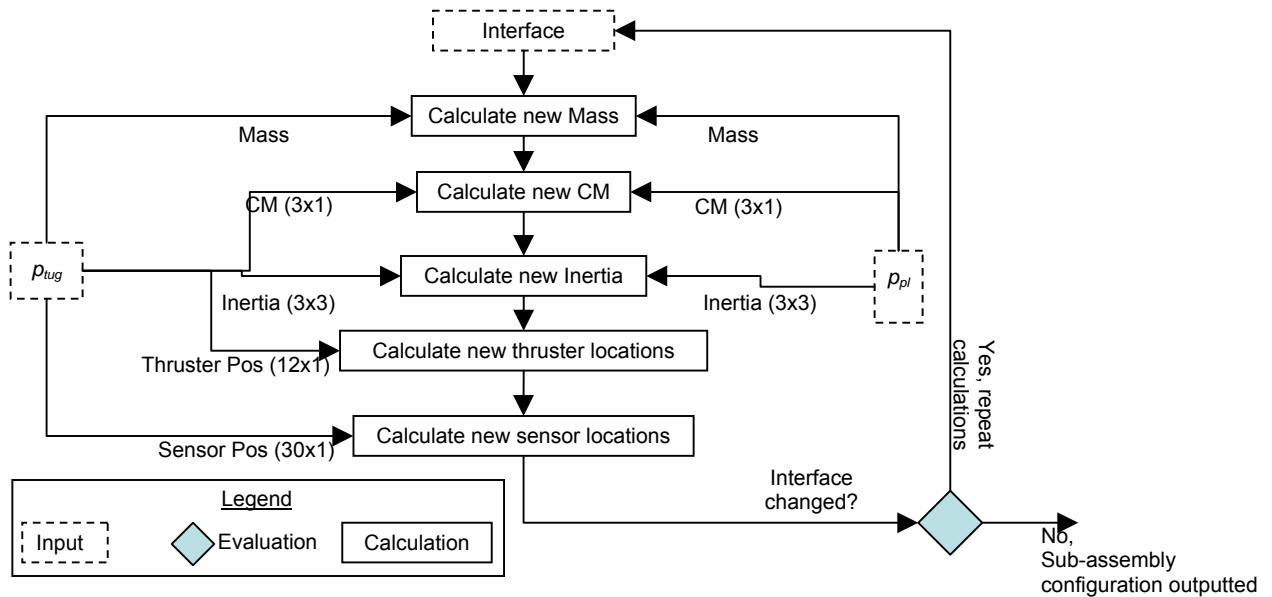 Interface
Calculate new Mass
Mass
Mass
Calculate new CM
CM (3x1)
CM (3x1)
p_tug
p_pl
Calculate new Inertia
Inertia (3x3)
Inertia (3x3)
Calculate new thruster locations
Thruster Pos (12x1)
Calculate new sensor locations
Sensor Pos (30x1)
Yes, repeat
calculations
Interface
changed?
No,
Sub-assembly
configuration outputted
Legend
Input
Evaluation
Calculation